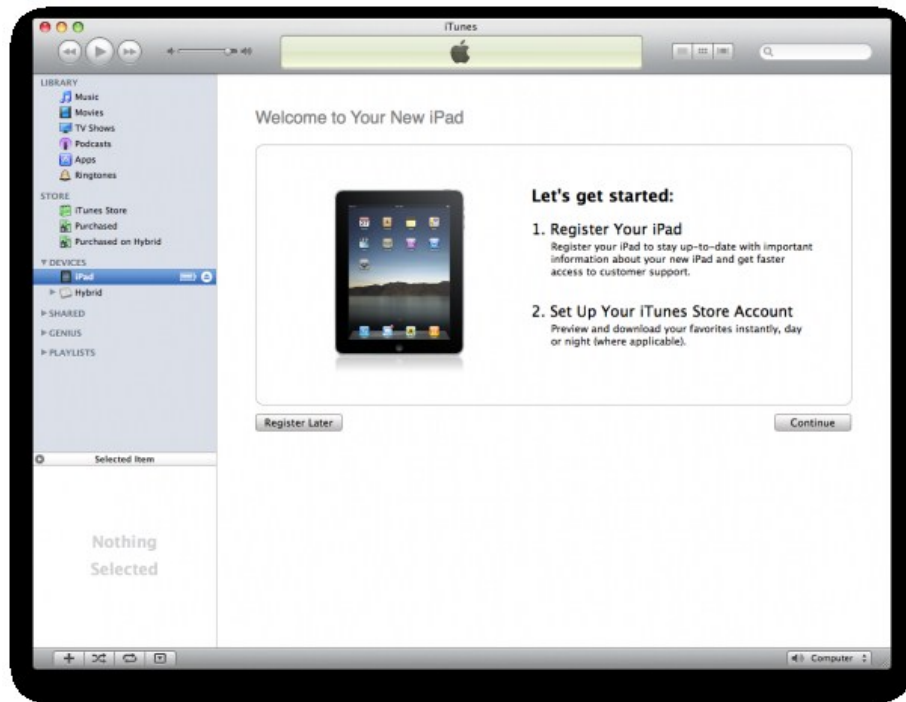 iTunes
LIBRARY
Music
Movies
TV Shows
Podcasts
Apps
Ringtones
STORE
iTunes Store
Purchased
Purchased on Hybrid
DEVICES
iPad
Hybrid
SHARED
GENIUS
PLAYLISTS
Selected Item
Nothing
Selected
Welcome to Your New iPad
Let's get started:
1. Register Your iPad
Register your iPad to stay up-to-date with important
information about your new iPad and get faster
access to customer support.
2. Set Up Your iTunes Store Account
Preview and download your favorites instantly, day
or night (where applicable).
Register Later
Continue
Computer